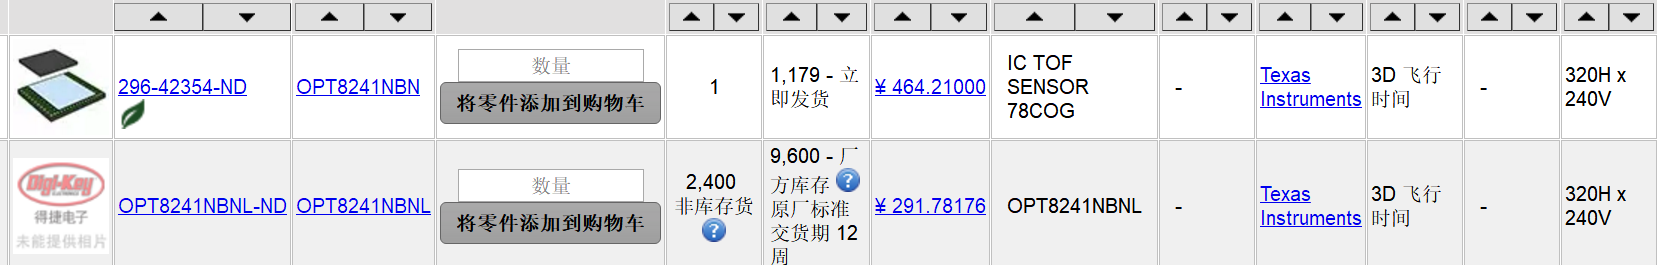 296-42354-ND
OPT8241NBN
数量
将零件添加到购物车
1
1,179 - 立
即发货
¥ 464.21000
IC TOF
SENSOR
78COG
-
Texas
Instruments
3D 飞行
时间
-
320H x
240V
Digi-Key
得捷电子
未能提供相片
OPT8241NBNL-ND
OPT8241NBNL
数量
将零件添加到购物车
2,400
非库存货
?
9,600 - 厂
方库存 ?
原厂标准
交货期 12
周
¥ 291.78176
OPT8241NBNL
-
Texas
Instruments
3D 飞行
时间
-
320H x
240V